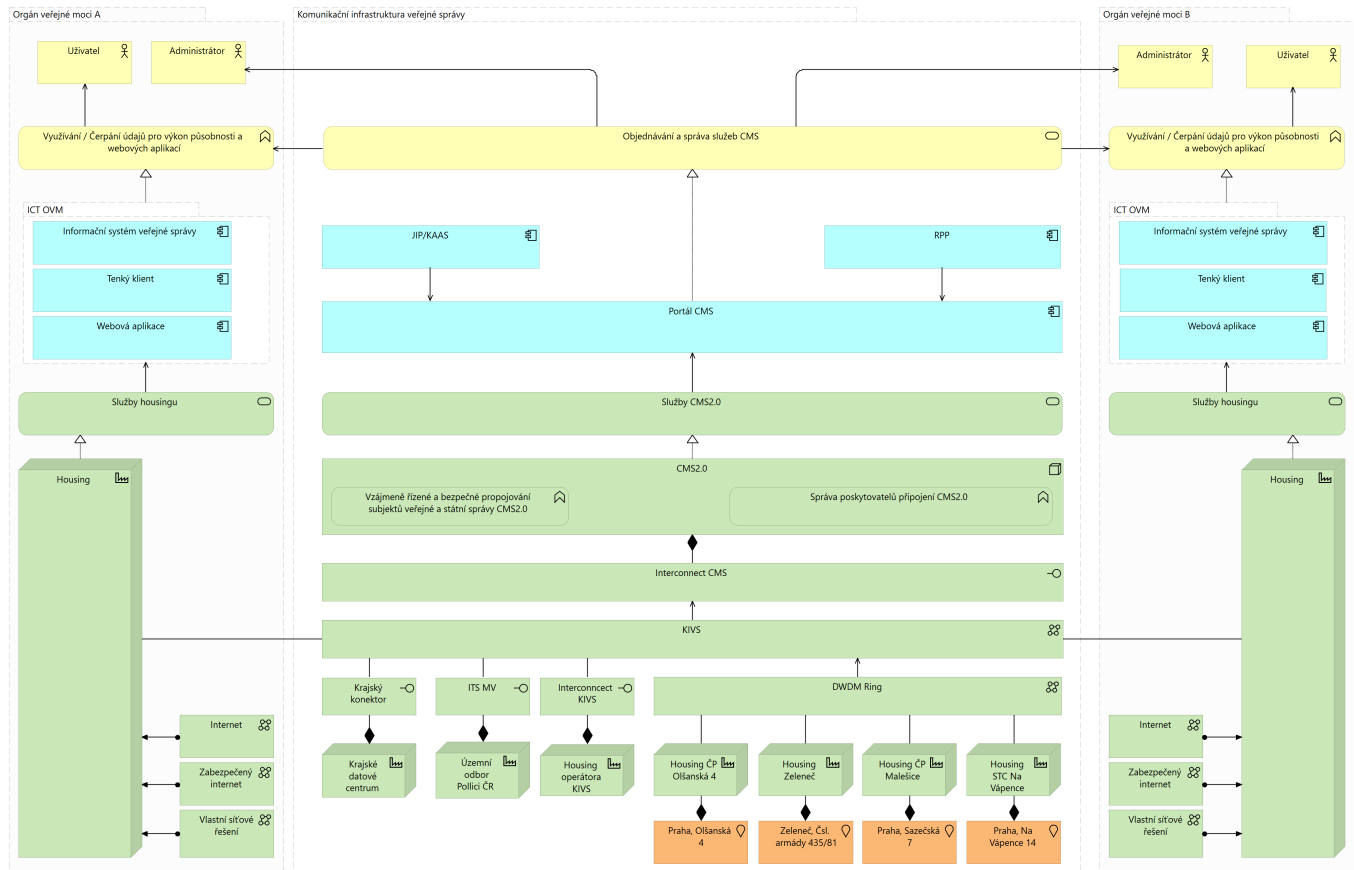 Orgán veřejné moci A
Komunikační infrastruktura veřejné správy
Orgán veřejné moci B
Uživatel
Administrátor
Administrátor
Uživatel
Využívání / Čerpání údajů pro výkon působnosti a
webových aplikací
Objednávání a správa služeb CMS
Využívání / Čerpání údajů pro výkon působnosti
a webových aplikací
ICT OVM
Informační systém veřejné správy
Tenký klient
Webová aplikace
JIP/KAAS
RPP
Portál CMS
ICT OVM
Informační systém veřejné správy
Tenký klient
Webová aplikace
Služby housingu
Služby CMS2.0
Služby housingu
Housing
CMS2.0
Vzájemně řízené a bezpečné propojování
subjektů veřejné a státní správy CMS2.0
Správa poskytovatelů připojení CMS2.0
Housing
Interconnect CMS
KIVS
Krajský
konektor
ITS MV
Interconncect
KIVS
DWDM Ring
Internet
Zabezpečený
internet
Vlastní síťové
řešení
Krajské
datové
centrum
Územní
odbor
Pollici ČR
Housing
operátora
KIVS
Housing ČP
Olšanská 4
Housing
Zeleneč
Housing ČP
Malešice
Housing
STC Na
Vápence
Praha, Olšanská
4
Zeleneč, Čsl.
armády 435/81
Praha, Sazečská
7
Praha, Na
Vápence 14
Internet
Zabezpečený
internet
Vlastní síťové
řešení